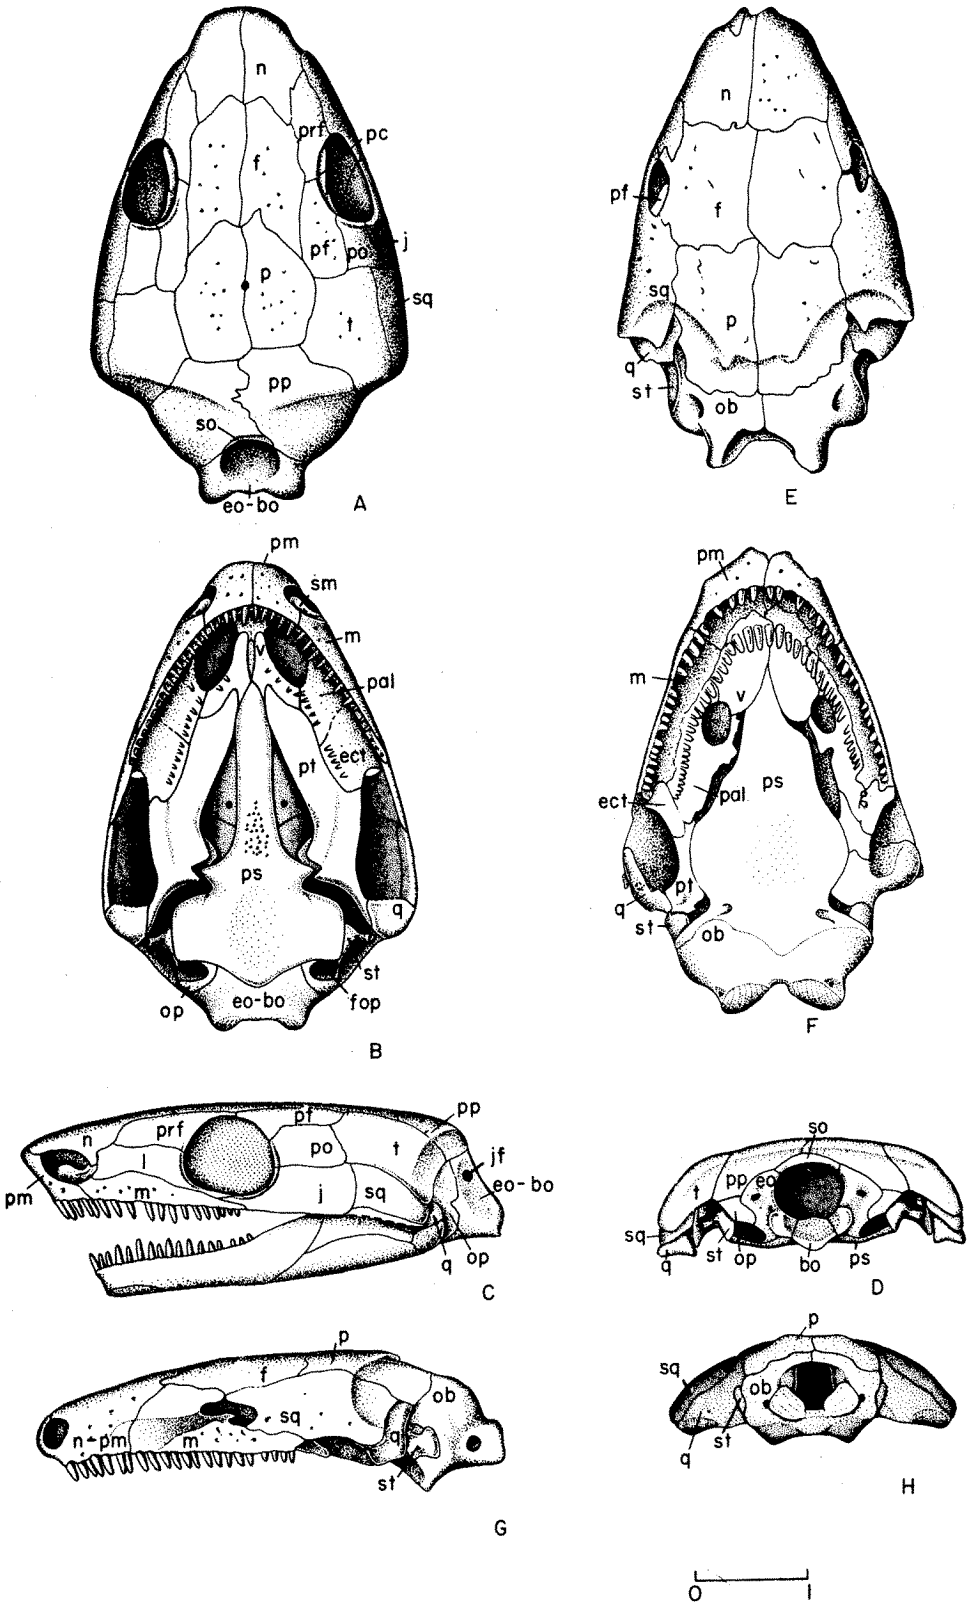 n
prf
pc
f
pf
po
j
p
sq
t
pp
so
eo-bo
A
n
pf
f
sq
p
q
st
ob
E
pm
sm
m
v
pal
ect
pt
ps
q
st
op
eo-bo
fop
B
pm
m
v
ps
pal
ect
pt
q
st
ob
F
pp
n
prf
pf
po
t
l
jf
eo-bo
pm
m
j
sq
q
op
C
so
t
pp
eo
sq
q
st
op
bo
ps
D
p
f
ob
sq
n-pm
m
q
st
G
p
sq
ob
q
st
H
0 1